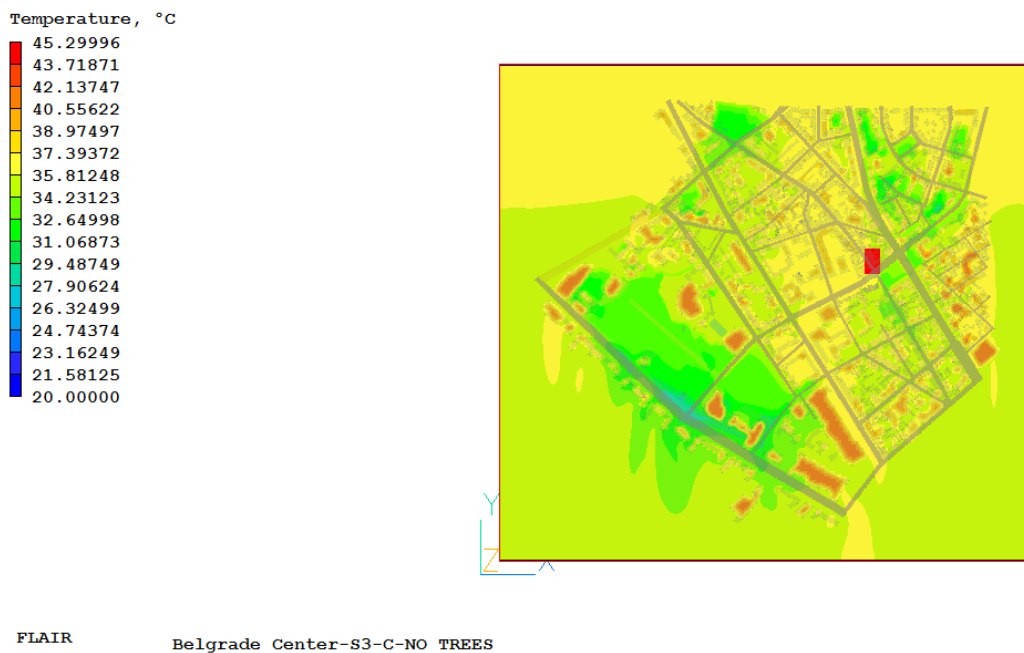 Temperature, °C
45.29996
43.71871
42.13747
40.55622
38.97497
37.39372
35.81248
34.23123
32.64998
31.06873
29.48749
27.90624
26.32499
24.74374
23.16249
21.58125
20.00000
Y
Z
X
FLAIR
Belgrade Center-S3-C-NO TREES